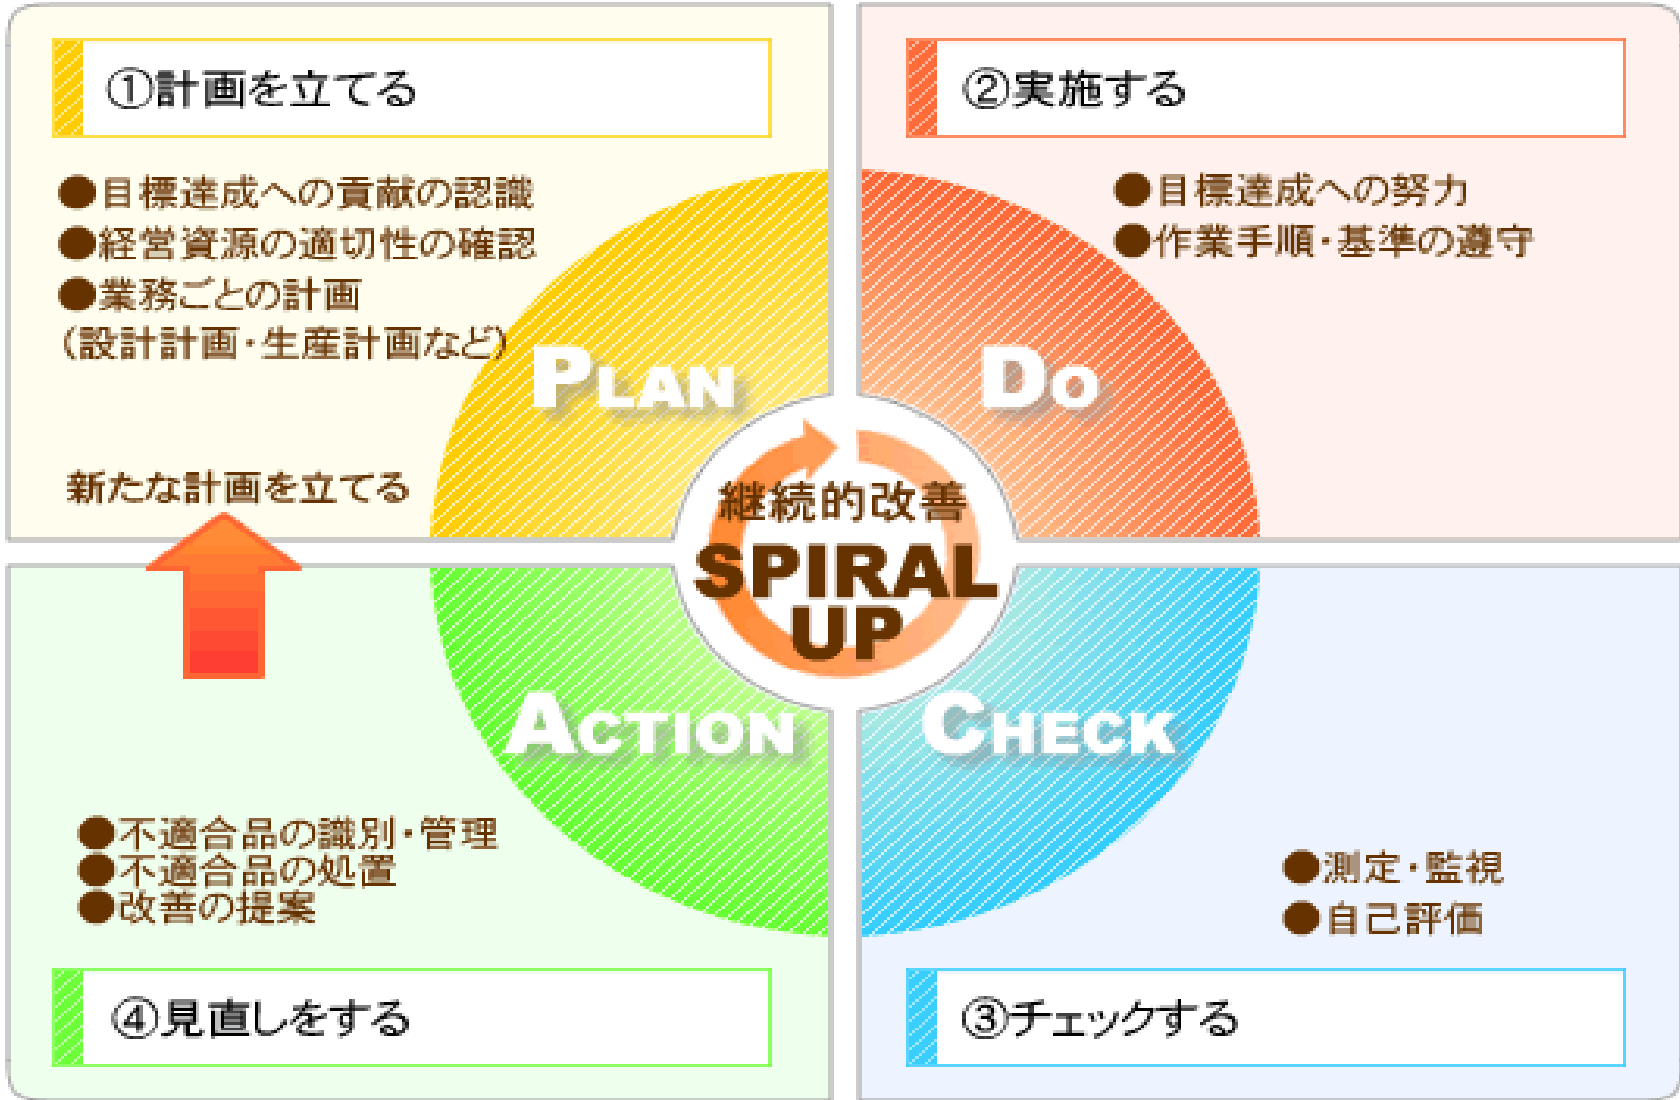 ①計画を立てる
●目標達成への貢献の認識
●経営資源の適切性の確認
●業務ごとの計画
(設計計画・生産計画など)
PLAN
新たな計画を立てる
②実施する
●目標達成への努力
●作業手順・基準の遵守
DO
継続的改善
SPIRAL
UP
ACTION
●不適合品の識別・管理
●不適合品の処置
●改善の提案
④見直しをする
CHECK
●測定・監視
●自己評価
③チェックする